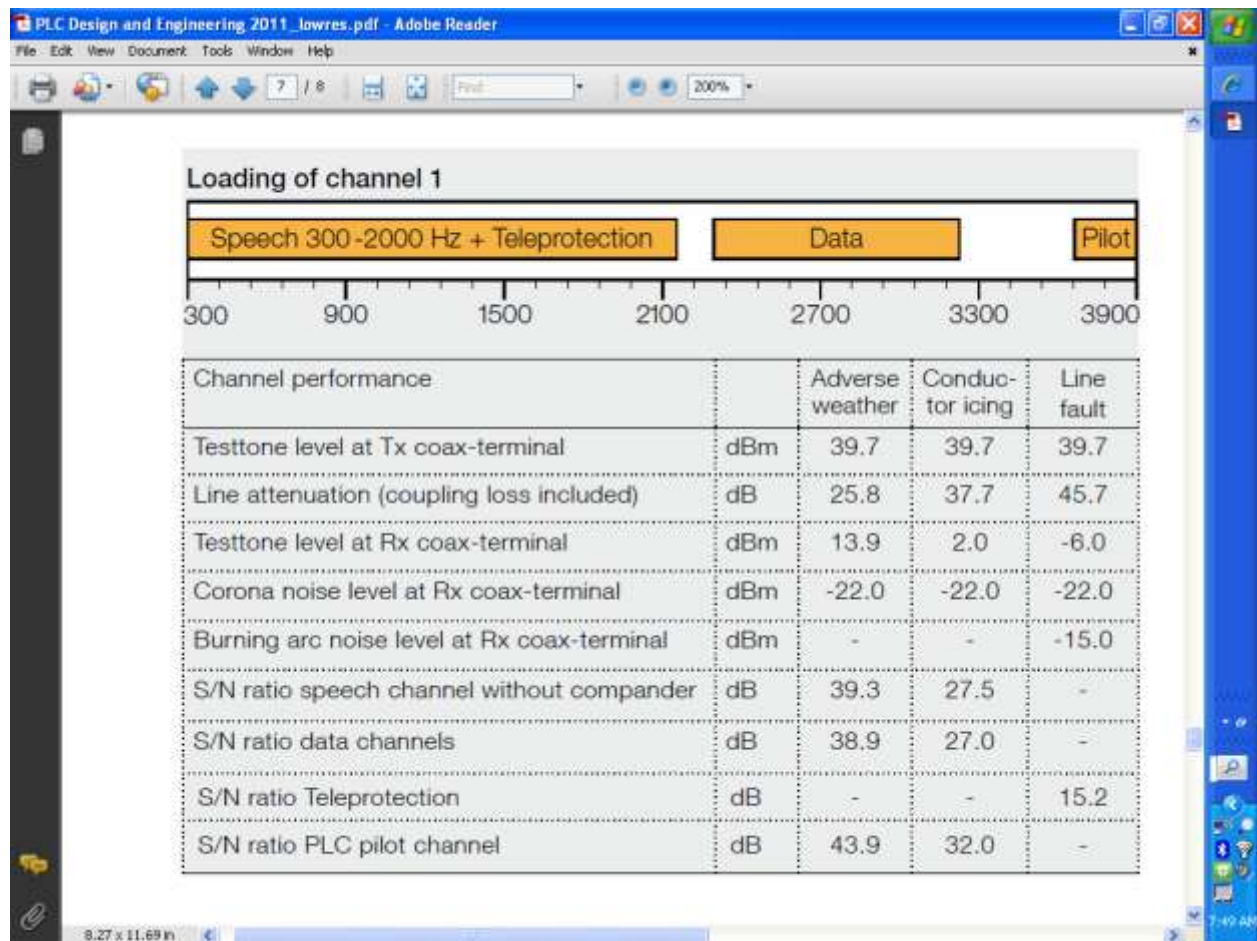 PLC Design and Engineering 2011_lowres.pdf - Adobe Reader
File Edit View Document Tools Window Help
7 / 8 Find 200%
Loading of channel 1
Speech 300-2000 Hz + Teleprotection Data Pilot
300 900 1500 2100 2700 3300 3900
Channel performance Adverse weather Conduc-tor icing Line fault
Testtone level at Tx coax-terminal dBm 39.7 39.7 39.7
Line attenuation (coupling loss included) dB 25.8 37.7 45.7
Testtone level at Rx coax-terminal dBm 13.9 2.0 -6.0
Corona noise level at Rx coax-terminal dBm -22.0 -22.0 -22.0
Burning arc noise level at Rx coax-terminal dBm - - -15.0
S/N ratio speech channel without compander dB 39.3 27.5 -
S/N ratio data channels dB 38.9 27.0 -
S/N ratio Teleprotection dB - - 15.2
S/N ratio PLC pilot channel dB 43.9 32.0 -
8.27 x 11.69 in
7:49 AM